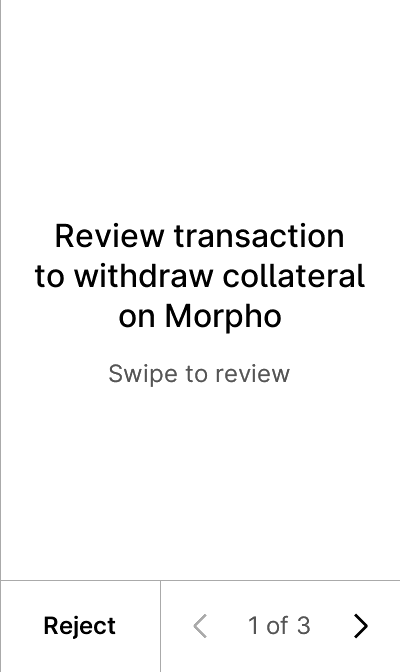 Review transaction
to withdraw collateral
on Morpho
Swipe to review
Reject
1 of 3